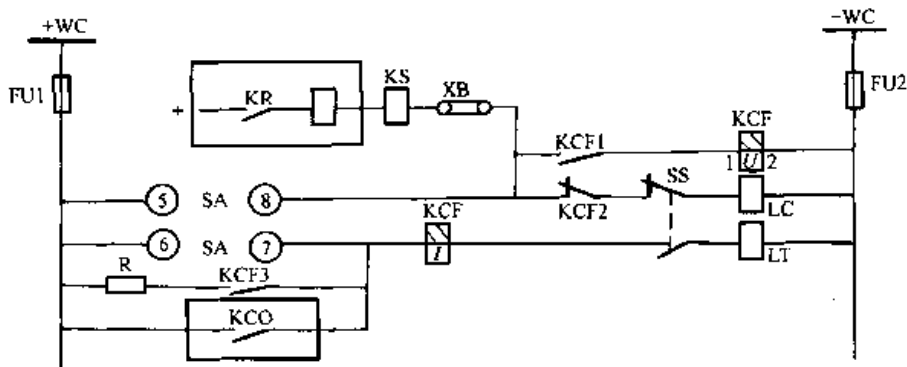 +WC
-WC
FU1
FU2
+
KR
KS
XB
KCF1
KCF
1 U 2
5 SA 8
KCF2
SS
LC
KCF
I
6 SA 7
LT
R
KCF3
KCO